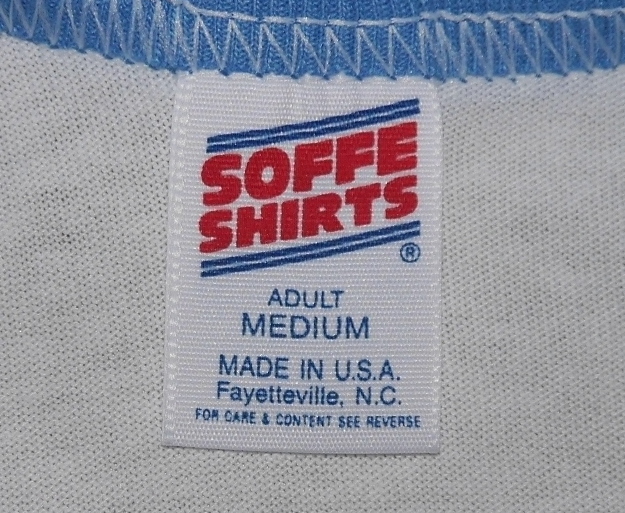 SOFFE
SHIRTS
®
ADULT
MEDIUM
MADE IN U.S.A.
Fayetteville, N.C.
FOR CARE & CONTENT SEE REVERSE